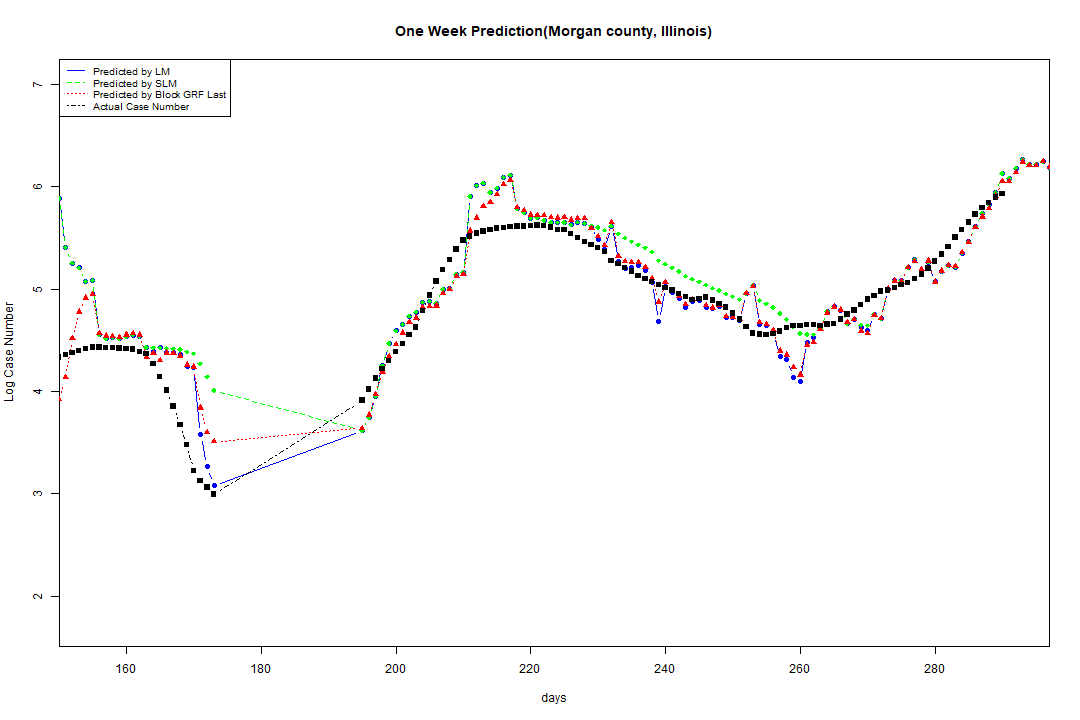 One Week Prediction(Morgan county, Illinois)
Predicted by LM
Predicted by SLM
Predicted by Block GRF Last
Actual Case Number
Log Case Number
7
6
5
4
3
2
160 180 200 220 240 260 280
days